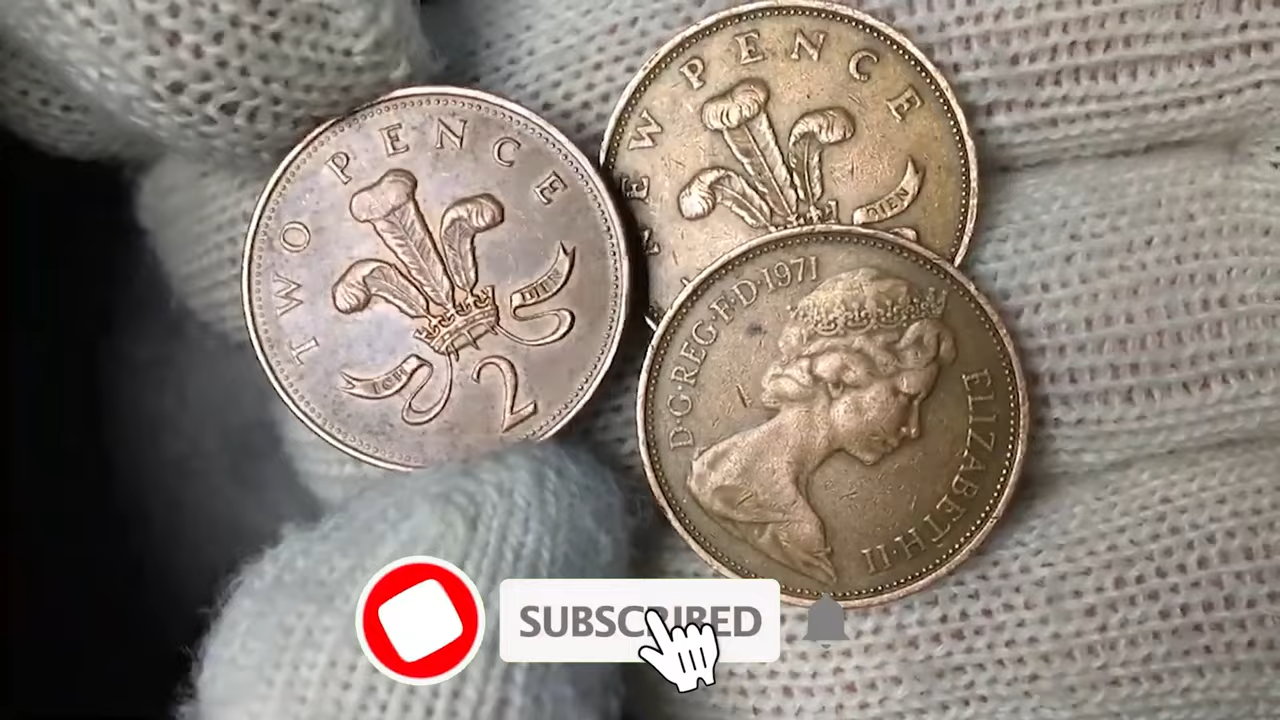 TWO PENCE
ICH DIEN
2
NEW PENCE
DIEN
D·G·REG·F·D·1971
ELIZABETH·II
SUBSCRIBED